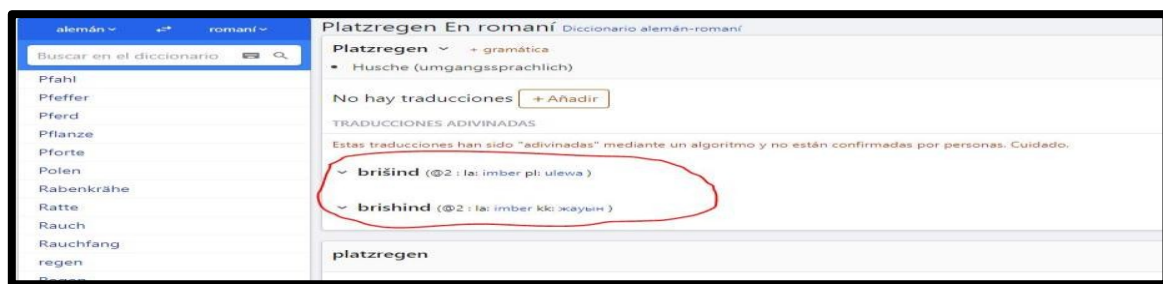 alemán romaní
Buscar en el diccionario
Pfahl
Pfeffer
Pferd
Pflanze
Pforte
Polen
Rabenkrähe
Ratte
Rauch
Rauchfang
regen
Regen
Platzregen En romaní Diccionario alemán-romaní
Platzregen + gramática
• Husche (umgangssprachlich)
No hay traducciones + Añadir
TRADUCCIONES ADIVINADAS
Estas traducciones han sido "adivinadas" mediante un algoritmo y no están confirmadas por personas. Cuidado.
brišind (@2 : la: imber pl: ulewa )
brishind (@2 : la: imber kk: жауын )
platzregen